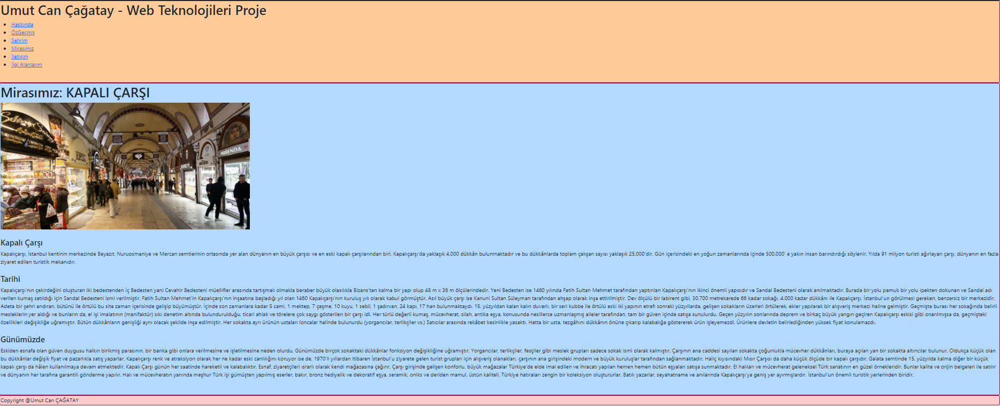 Umut Can Çağatay - Web Teknolojileri Proje
Hakkında
ÖzGeçmiş
Şehrim
Mirasımız
İletişim
İlgi Alanlarım
Mirasımız: KAPALI ÇARŞI
MIRENDA
elite
Kapalı Çarşı
Kapalıçarşı, İstanbul kentinin merkezinde Beyazıt, Nuruosmaniye ve Mercan semtlerinin ortasında yer alan dünyanın en büyük çarşısı ve en eski kapalı çarşılarından biri. Kapalıçarşı'da yaklaşık 4.000 dükkân bulunmaktadır ve bu dükkânlarda toplam çalışan sayısı yaklaşık 25.000'dir. Gün içerisindeki en yoğun zamanlarında içinde 500.000' e yakın insan barındırdığı söylenir. Yılda 91 milyon turisti ağırlayan çarşı, dünyanın en fazla
ziyaret edilen turistik mekanıdır.
Tarihi
Kapalıçarşı'nın çekirdeğini oluşturan iki bedestenden İç Bedesten yani Cevahir Bedesteni müellifler arasında tartışmalı olmakla beraber büyük olasılıkla Bizans'tan kalma bir yapı olup 48 m x 36 m ölçülerindedir. Yeni Bedesten ise 1460 yılında Fatih Sultan Mehmet tarafından yaptırılan Kapalıçarşı'nın ikinci önemli yapısıdır ve Sandal Bedesteni olarak anılmaktadır. Burada bir yolu pamuk bir yolu ipekten dokunan ve Sandal adı
verilen kumaş satıldığı için Sandal Bedesteni ismi verilmiştir. Fatih Sultan Mehmet'in Kapalıçarşı'nın inşaatına başladığı yıl olan 1460 Kapalıçarşı'nın kuruluş yılı olarak kabul görmüştür. Asıl büyük çarşı ise Kanuni Sultan Süleyman tarafından ahşap olarak inşa ettirilmiştir. Dev ölçülü bir labirent gibi, 30.700 metrekarede 66 kadar sokağı, 4.000 kadar dükkânı ile Kapalıçarşı, İstanbul'un görülmesi gereken, benzersiz bir merkezidir.
Adeta bir şehri andıran, bütünü ile örtülü bu site zaman içerisinde gelişip büyümüştür. İçinde son zamanlara kadar 5 cami, 1 mektep, 7 çeşme, 10 kuyu, 1 sebil, 1 şadırvan, 24 kapı, 17 han bulunmaktaydı. 15. yüzyıldan kalan kalın duvarlı, bir seri kubbe ile örtülü eski iki yapının etrafı sonraki yüzyıllarda, gelişen sokakların üzerleri örtülerek, ekler yapılarak bir alışveriş merkezi haline gelmiştir. Geçmişte burası her sokağında belirli
mesleklerin yer aldığı ve bunların da, el işi imalatının (manifaktür) sıkı denetim altında bulundurulduğu, ticari ahlak ve törelere çok saygı gösterilen bir çarşı idi. Her türlü değerli kumaş, mücevherat, silah, antika eşya, konusunda nesillerce uzmanlaşmış aileler tarafından, tam bir güven içinde satışa sunulurdu. Geçen yüzyılın sonlarında deprem ve birkaç büyük yangın geçiren Kapalıçarşı eskisi gibi onarılmışsa da, geçmişteki
özellikleri değişikliğe uğramıştır. Bütün dükkânların genişliği aynı olacak şekilde inşa edilmiştir. Her sokakta ayrı ürünün ustaları loncalar halinde bulunurdu (yorgancılar, terlikçiler vs.) Satıcılar arasında rekâbet kesinlikle yasaktı. Hatta bir usta, tezgâhını dükkânın önüne çıkarıp kalabalığa göstererek ürün işleyemezdi. Ürünlere devletin belirlediğinden yüksek fiyat konulamazdı.
Günümüzde
Eskiden esnafa olan güven duygusu halkın birikmiş parasının, bir banka gibi onlara verilmesine ve işletilmesine neden olurdu. Günümüzde birçok sokaktaki dükkânlar fonksiyon değişikliğine uğramıştır. Yorgancılar, terlikçiler, fesçiler gibi meslek grupları sadece sokak ismi olarak kalmıştır. Çarşının ana caddesi sayılan sokakta çoğunlukla mücevher dükkânları, buraya açılan yan bir sokakta altıncılar bulunur. Oldukça küçük olan
bu dükkânlar değişik fiyat ve pazarlıkla satış yaparlar. Kapalıçarşı renk ve atraksiyon olarak her ne kadar eski canlılığını koruyor ise de, 1970'li yıllardan itibaren İstanbul'u ziyarete gelen turist grupları için alışveriş olanakları, çarşının ana girişindeki modern ve büyük kuruluşlar tarafından sağlanmaktadır. Haliç kıyısındaki Mısır Çarşısı da daha küçük ölçüde bir kapalı çarşıdır. Galata semtinde 15. yüzyılda kalma diğer bir küçük
kapalı çarşı da hâlen kullanılmaya devam etmektedir. Kapalı Çarşı günün her saatinde hareketli ve kalabalıktır. Esnaf, ziyaretçileri ısrarlı olarak kendi mağazasına çağırır. Çarşı girişinde gelişen konforlu, büyük mağazalar Türkiye'de elde imal edilen ve ihracatı yapılan hemen hemen bütün eşyaları satışa sunmaktadır. El halıları ve mücevherat geleneksel Türk sanatının en güzel örnekleridir. Bunlar kalite ve orijin belgeleri ile satılır
ve dünyanın her tarafına garantili gönderme yapılır. Halı ve mücevheratın yanında meşhur Türk işi gümüşten yapılmış eserler, bakır, bronz hediyelik ve dekoratif eşya, seramik, oniks ve deriden mamul, üstün kaliteli, Türkiye hatıraları zengin bir koleksiyon oluştururlar. Batılı yazarlar, seyahatname ve anılarında Kapalıçarşı'ya geniş yer ayırmışlardır. İstanbul'un önemli turistik yerlerinden biridir.
Copyright @Umut Can ÇAĞATAY